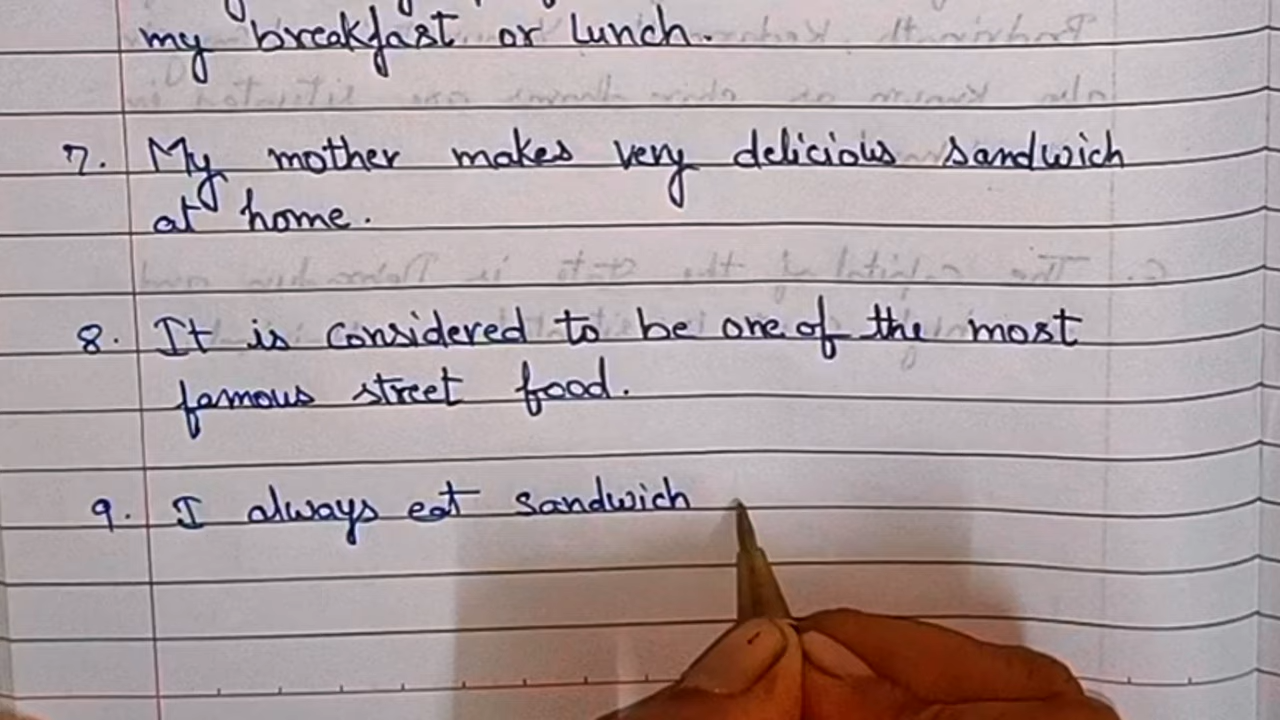 my breakfast or lunch.
7. My mother makes very delicious sandwich
at home.
8. It is considered to be one of the most
famous street food.
9. I always eat sandwich